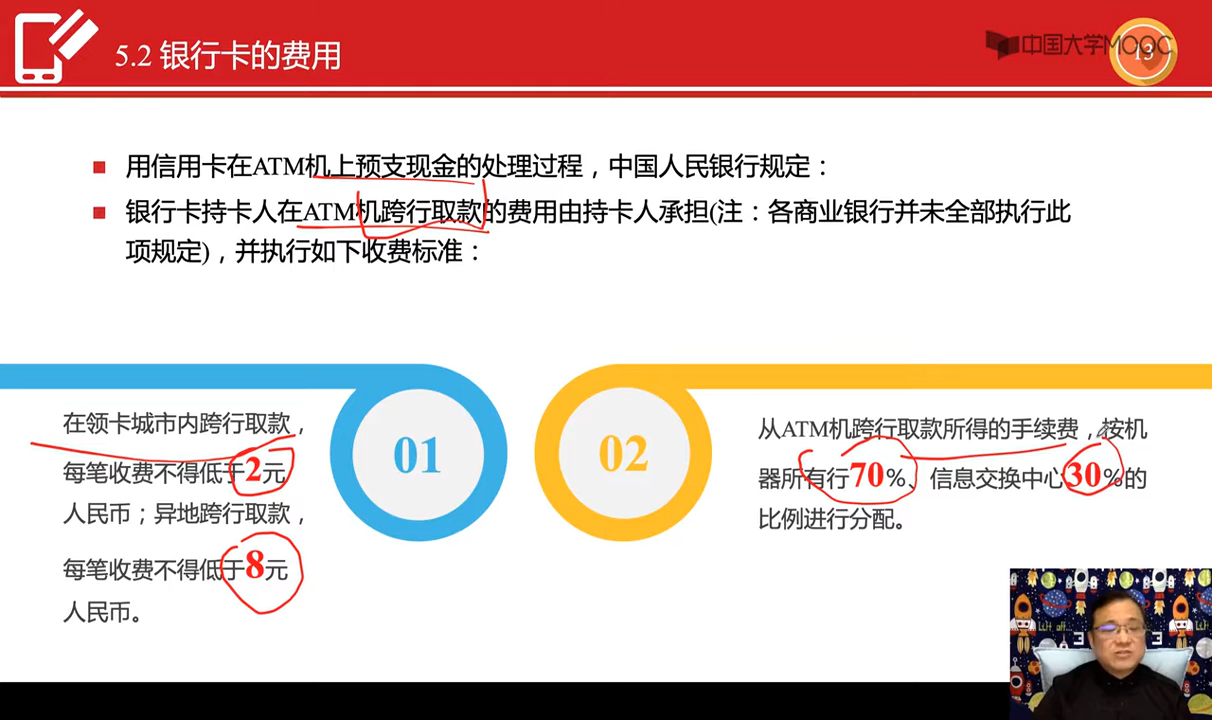 5.2 银行卡的费用
中国大学MOOC
13
用信用卡在ATM机上预支现金的处理过程，中国人民银行规定：
银行卡持卡人在ATM机跨行取款的费用由持卡人承担(注：各商业银行并未全部执行此
项规定)，并执行如下收费标准：
在领卡城市内跨行取款，
每笔收费不得低于2元
人民币；异地跨行取款，
每笔收费不得低于8元
人民币。
01
02
从ATM机跨行取款所得的手续费，按机
器所有行70%、信息交换中心30%的
比例进行分配。